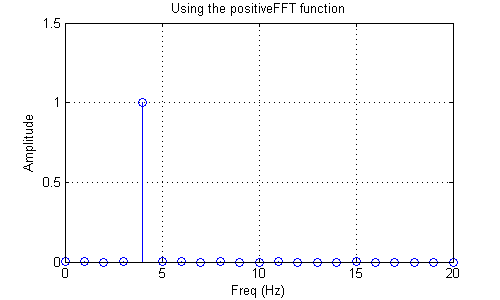 Using the positiveFFT function
1.5
1
0.5
0
Amplitude
0 5 10 15 20
Freq (Hz)